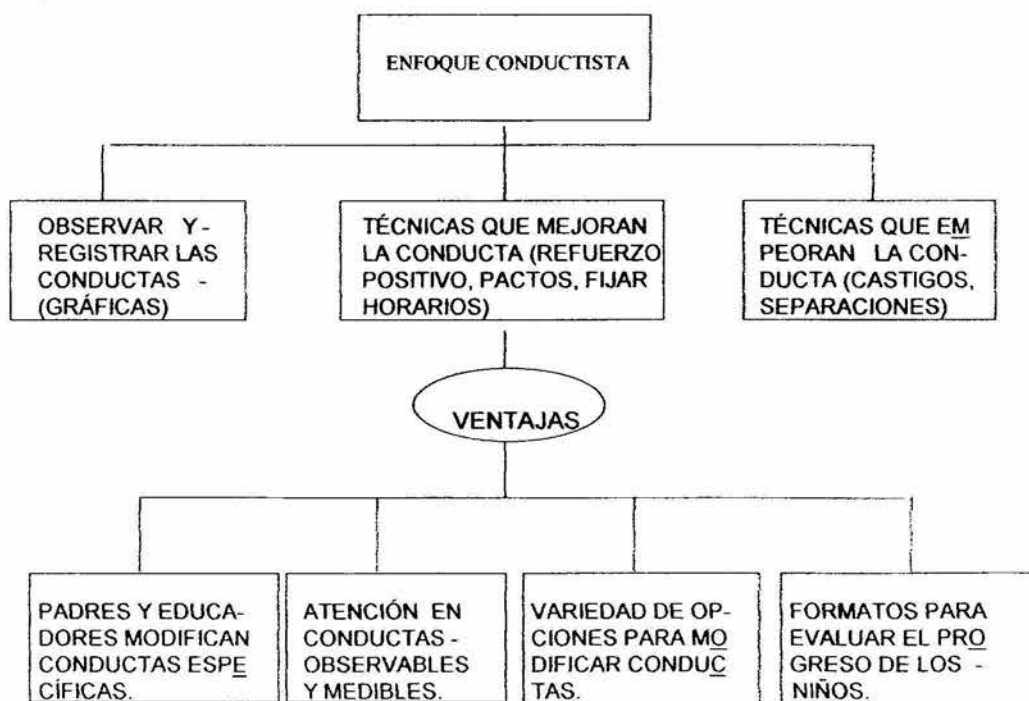 ENFOQUE CONDUCTISTA
OBSERVAR Y -
REGISTRAR LAS
CONDUCTAS -
(GRÁFICAS)
TÉCNICAS QUE MEJORAN
LA CONDUCTA (REFUERZO
POSITIVO, PACTOS, FIJAR
HORARIOS)
TÉCNICAS QUE EM
PEORAN LA CON-
DUCTA (CASTIGOS,
SEPARACIONES)
VENTAJAS
PADRES Y EDUCA-
DORES MODIFICAN
CONDUCTAS ESPE
CÍFICAS.
ATENCIÓN EN
CONDUCTAS -
OBSERVABLES
Y MEDIBLES.
VARIEDAD DE OP-
CIONES PARA MO
DIFICAR CONDUC
TAS.
FORMATOS PARA
EVALUAR EL PRO
GRESO DE LOS -
NIÑOS.